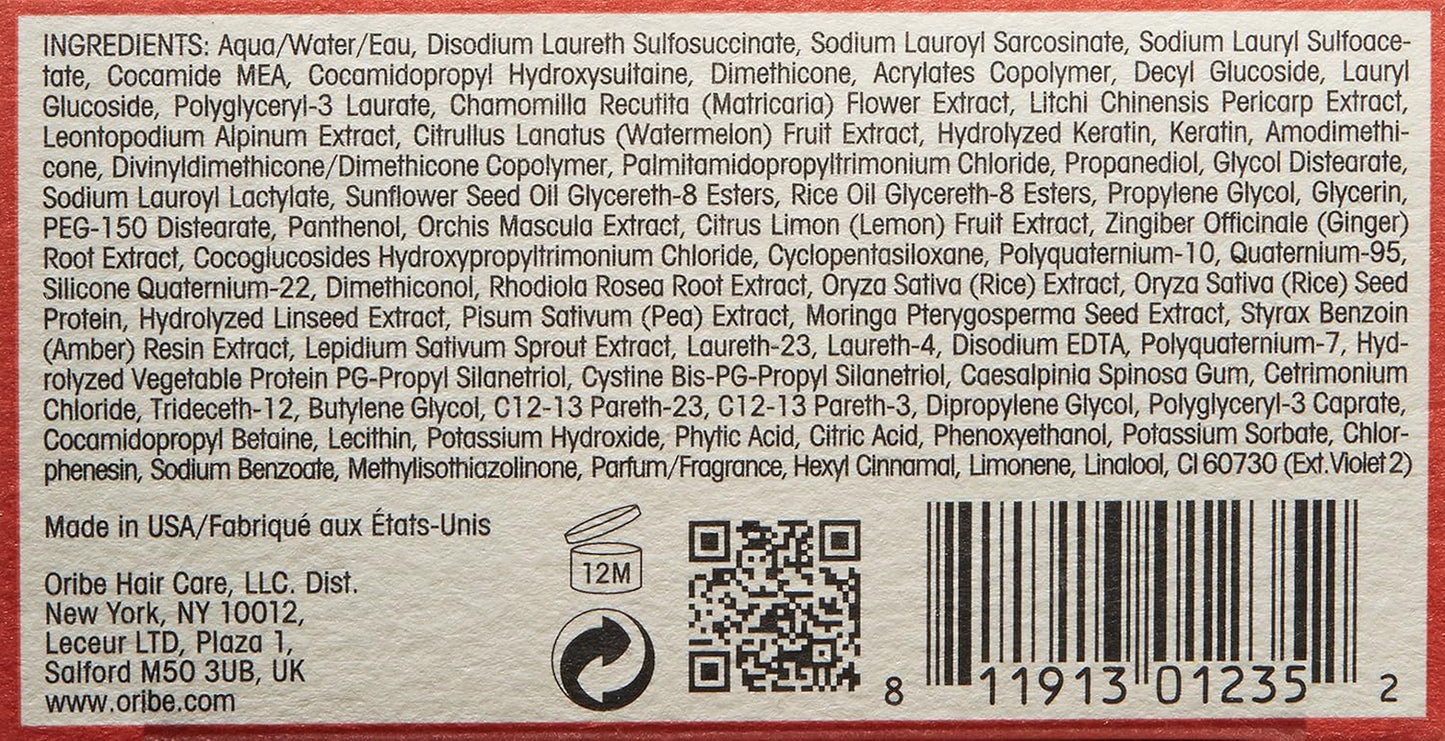 INGREDIENTS: Aqua/Water/Eau, Disodium Laureth Sulfosuccinate, Sodium Lauroyl Sarcosinate, Sodium Lauryl Sulfoace-
tate, Cocamide MEA, Cocamidopropyl Hydroxysultaine, Dimethicone, Acrylates Copolymer, Decyl Glucoside, Lauryl
Glucoside, Polyglyceryl-3 Laurate, Chamomilla Recutita (Matricaria) Flower Extract, Litchi Chinensis Pericarp Extract,
Leontopodium Alpinum Extract, Citrullus Lanatus (Watermelon) Fruit Extract, Hydrolyzed Keratin, Keratin, Amodimethi-
cone, Divinyldimethicone/Dimethicone Copolymer, Palmitamidopropyltrimonium Chloride, Propanediol, Glycol Distearate,
Sodium Lauroyl Lactylate, Sunflower Seed Oil Glycereth-8 Esters, Rice Oil Glycereth-8 Esters, Propylene Glycol, Glycerin,
PEG-150 Distearate, Panthenol, Orchis Mascula Extract, Citrus Limon (Lemon) Fruit Extract, Zingiber Officinale (Ginger)
Root Extract, Cocoglucosides Hydroxypropyltrimonium Chloride, Cyclopentasiloxane, Polyquaternium-10, Quaternium-95,
Silicone Quaternium-22, Dimethiconol, Rhodiola Rosea Root Extract, Oryza Sativa (Rice) Extract, Oryza Sativa (Rice) Seed
Protein, Hydrolyzed Linseed Extract, Pisum Sativum (Pea) Extract, Moringa Pterygosperma Seed Extract, Styrax Benzoin
(Amber) Resin Extract, Lepidium Sativum Sprout Extract, Laureth-23, Laureth-4, Disodium EDTA, Polyquaternium-7, Hyd-
rolyzed Vegetable Protein PG-Propyl Silanetriol, Cystine Bis-PG-Propyl Silanetriol, Caesalpinia Spinosa Gum, Cetrimonium
Chloride, Trideceth-12, Butylene Glycol, C12-13 Pareth-23, C12-13 Pareth-3, Dipropylene Glycol, Polyglyceryl-3 Caprate,
Cocamidopropyl Betaine, Lecithin, Potassium Hydroxide, Phytic Acid, Citric Acid, Phenoxyethanol, Potassium Sorbate, Chlor-
phenesin, Sodium Benzoate, Methylisothiazolinone, Parfum/Fragrance, Hexyl Cinnamal, Limonene, Linalool, CI 60730 (Ext.Violet 2)
Made in USA/Fabriqué aux États-Unis
Oribe Hair Care, LLC. Dist.
New York, NY 10012,
Leceur LTD, Plaza 1,
Salford M50 3UB, UK
www.oribe.com
12M
8 11913 01235 2